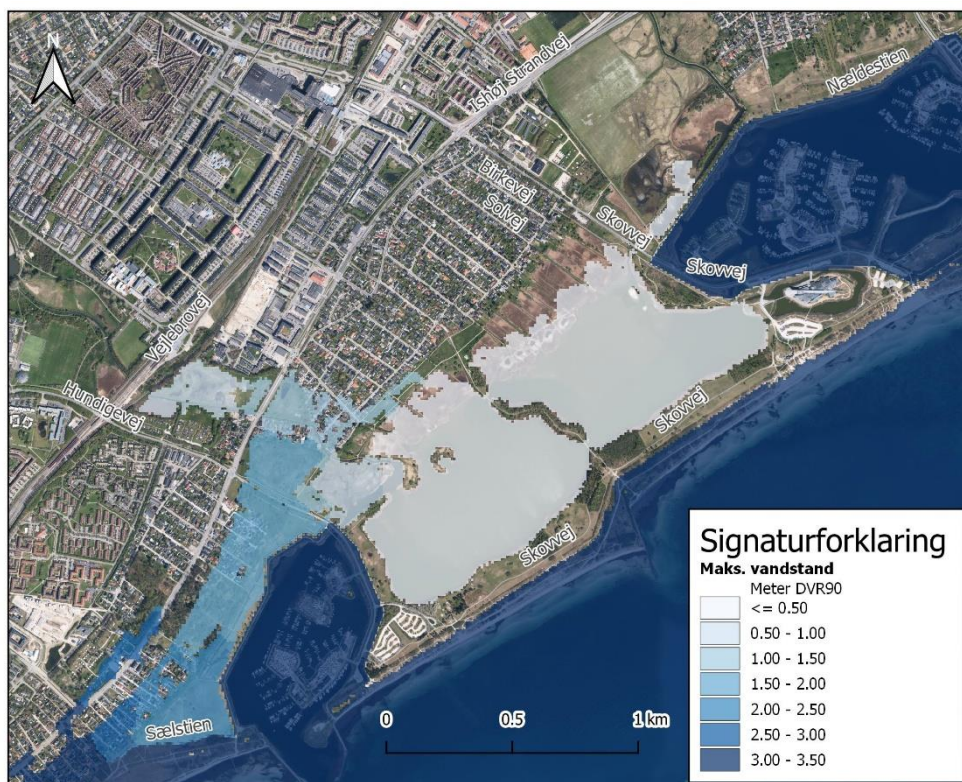 N
Ishøj Strandvej
Nældestien
Birkevej
Solvej
Skovvej
Skovvej
Vejlebrovej
Hundigevej
Skovvej
Skovvej
Sælstien
0 0.5 1 km
Signaturforklaring
Maks. vandstand
Meter DVR90
<= 0.50
0.50 - 1.00
1.00 - 1.50
1.50 - 2.00
2.00 - 2.50
2.50 - 3.00
3.00 - 3.50